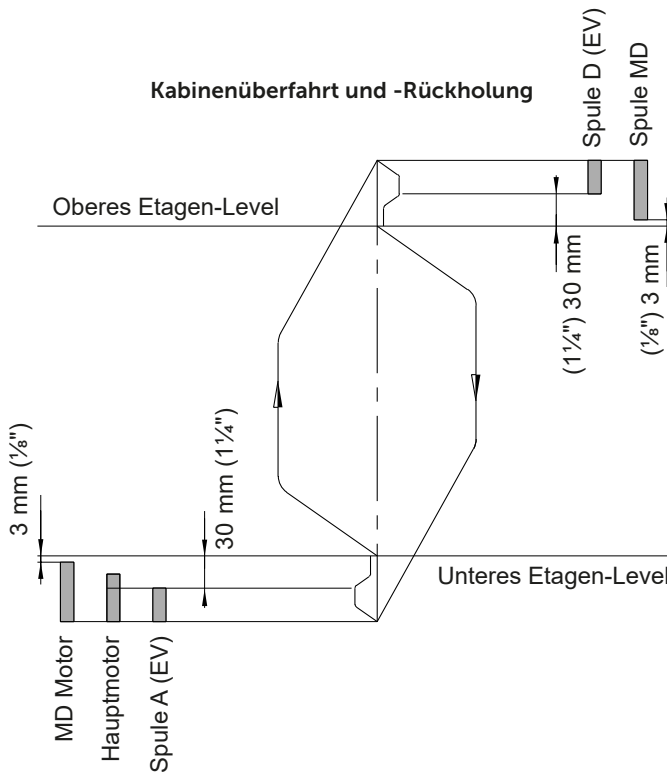 Kabinenüberfahrt und -Rückholung
Spule D (EV)
Spule MD
Oberes Etagen-Level
(1¼") 30 mm
(⅛") 3 mm
3 mm (⅛")
30 mm (1¼")
Unteres Etagen-Level
MD Motor
Hauptmotor
Spule A (EV)